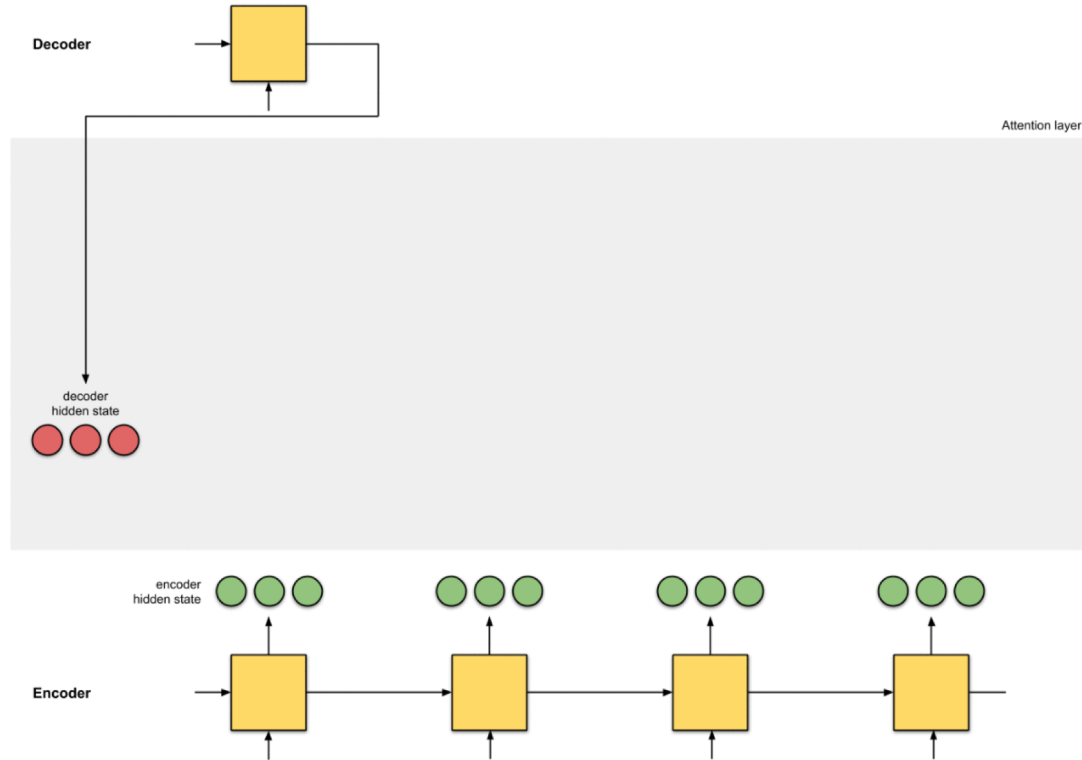 Decoder
Attention layer
decoder
hidden state
encoder
hidden state
Encoder